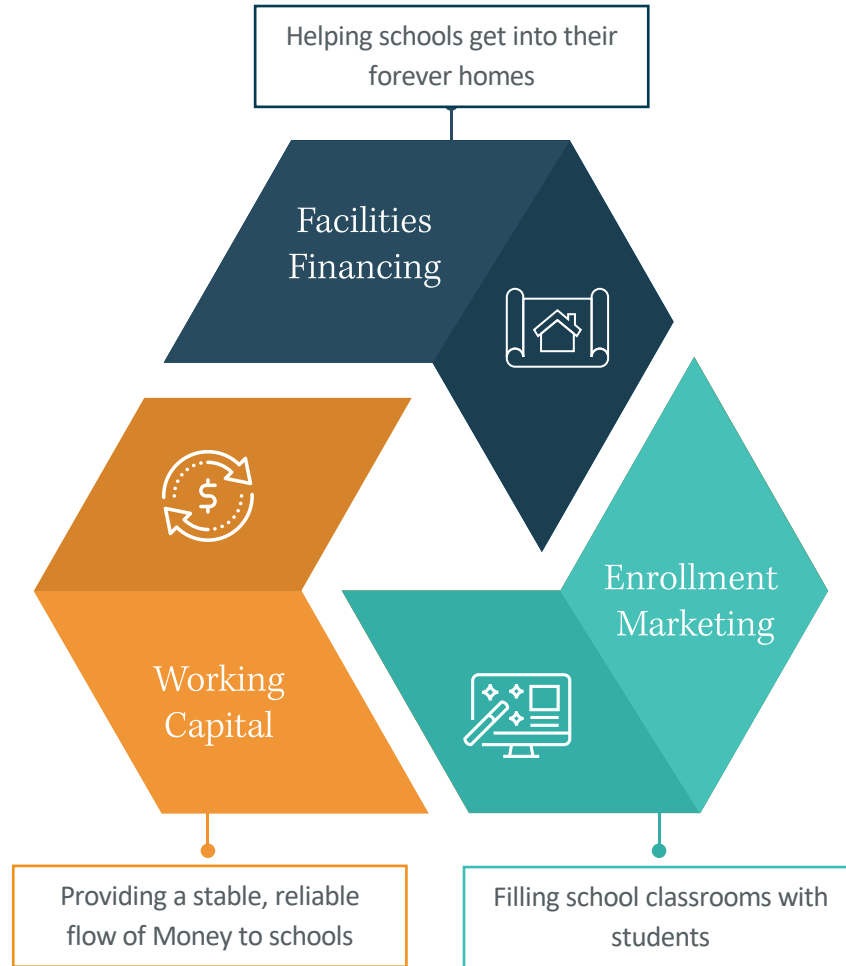 Helping schools get into their
forever homes
Facilities
Financing
Enrollment
Marketing
$
Working
Capital
Providing a stable, reliable
flow of Money to schools
Filling school classrooms with
students